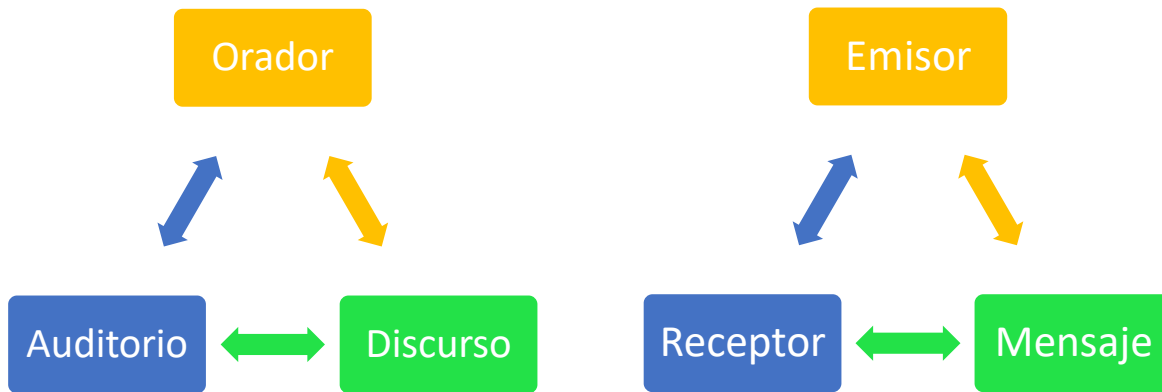 Orador
Emisor
Auditorio
Discurso
Receptor
Mensaje